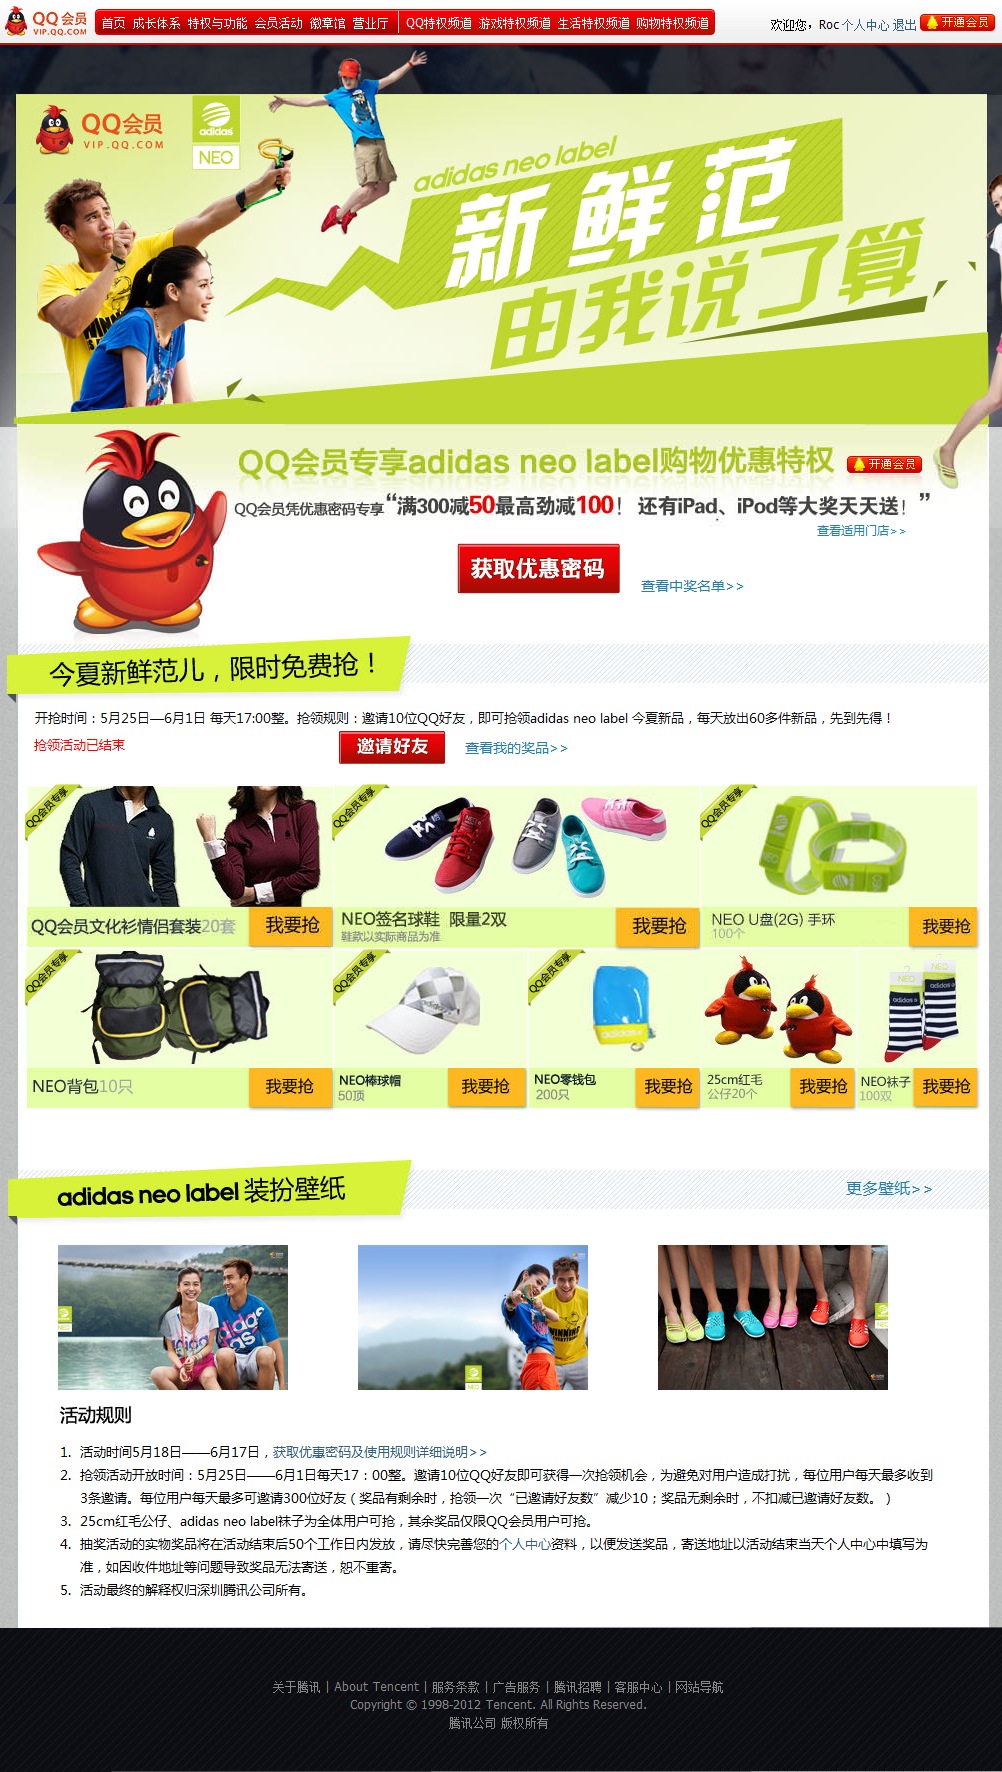 QQ会员
VIP.QQ.COM
首页 成长体系 特权与功能 会员活动 徽章馆 营业厅 QQ特权频道 游戏特权频道 生活特权频道 购物特权频道
欢迎您，Roc 个人中心 退出 开通会员
QQ会员
VIP.QQ.COM
adidas
NEO
adidas neo label
新鲜范
由我说了算
QQ会员专享adidas neo label购物优惠特权 开通会员
QQ会员凭优惠密码专享“满300减50最高劲减100！ 还有iPad、iPod等大奖天天送！”
查看适用门店>>
获取优惠密码
查看中奖名单>>
今夏新鲜范儿，限时免费抢！
开抢时间：5月25日—6月1日 每天17:00整。抢领规则：邀请10位QQ好友，即可抢领adidas neo label 今夏新品，每天放出60多件新品，先到先得！
抢领活动已结束
邀请好友
查看我的奖品>>
QQ会员专享
QQ会员专享
QQ会员专享
QQ会员文化衫情侣套装20套
我要抢
NEO签名球鞋 限量2双
鞋款以实际商品为准
我要抢
NEO U盘(2G) 手环
100个
我要抢
QQ会员专享
QQ会员专享
QQ会员专享
NEO背包10只
我要抢
NEO棒球帽
50顶
我要抢
NEO零钱包
200只
我要抢
25cm红毛
公仔20个
我要抢
NEO袜子
100双
我要抢
adidas neo label 装扮壁纸
更多壁纸>>
活动规则
1. 活动时间5月18日——6月17日，获取优惠密码及使用规则详细说明>>
2. 抢领活动开放时间：5月25日——6月1日每天17：00整。邀请10位QQ好友即可获得一次抢领机会，为避免对用户造成打扰，每位用户每天最多收到
3条邀请。每位用户每天最多可邀请300位好友（奖品有剩余时，抢领一次“已邀请好友数”减少10；奖品无剩余时，不扣减已邀请好友数。）
3. 25cm红毛公仔、adidas neo label袜子为全体用户可抢，其余奖品仅限QQ会员用户可抢。
4. 抽奖活动的实物奖品将在活动结束后50个工作日内发放，请尽快完善您的个人中心资料，以便发送奖品，寄送地址以活动结束当天个人中心中填写为
准，如因收件地址等问题导致奖品无法寄送，恕不重寄。
5. 活动最终的解释权归深圳腾讯公司所有。
关于腾讯 | About Tencent | 服务条款 | 广告服务 | 腾讯招聘 | 客服中心 | 网站导航
Copyright © 1998-2012 Tencent. All Rights Reserved.
腾讯公司 版权所有